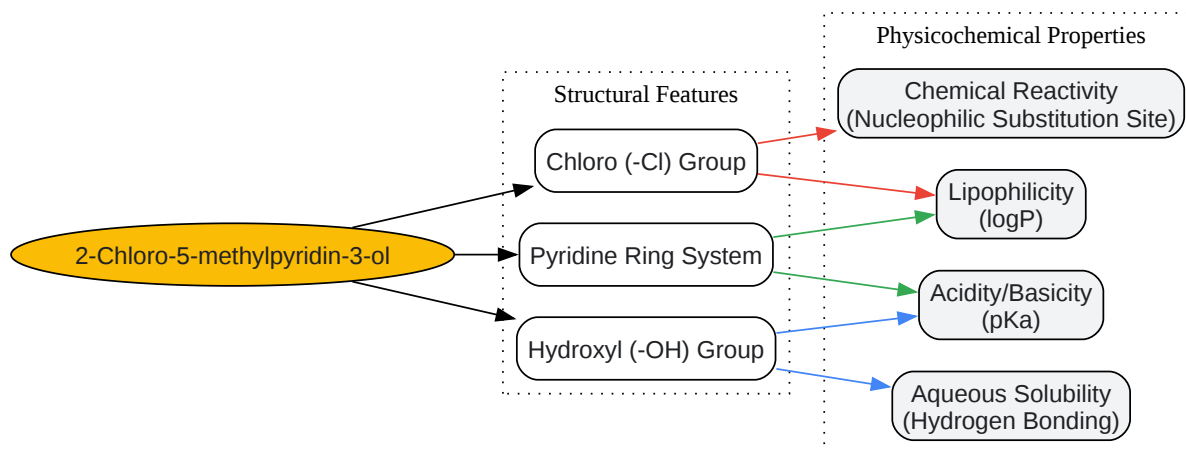 2-Chloro-5-methylpyridin-3-ol
Structural Features
Chloro (-Cl) Group
Pyridine Ring System
Hydroxyl (-OH) Group
Physicochemical Properties
Chemical Reactivity
(Nucleophilic Substitution Site)
Lipophilicity
(logP)
Acidity/Basicity
(pKa)
Aqueous Solubility
(Hydrogen Bonding)